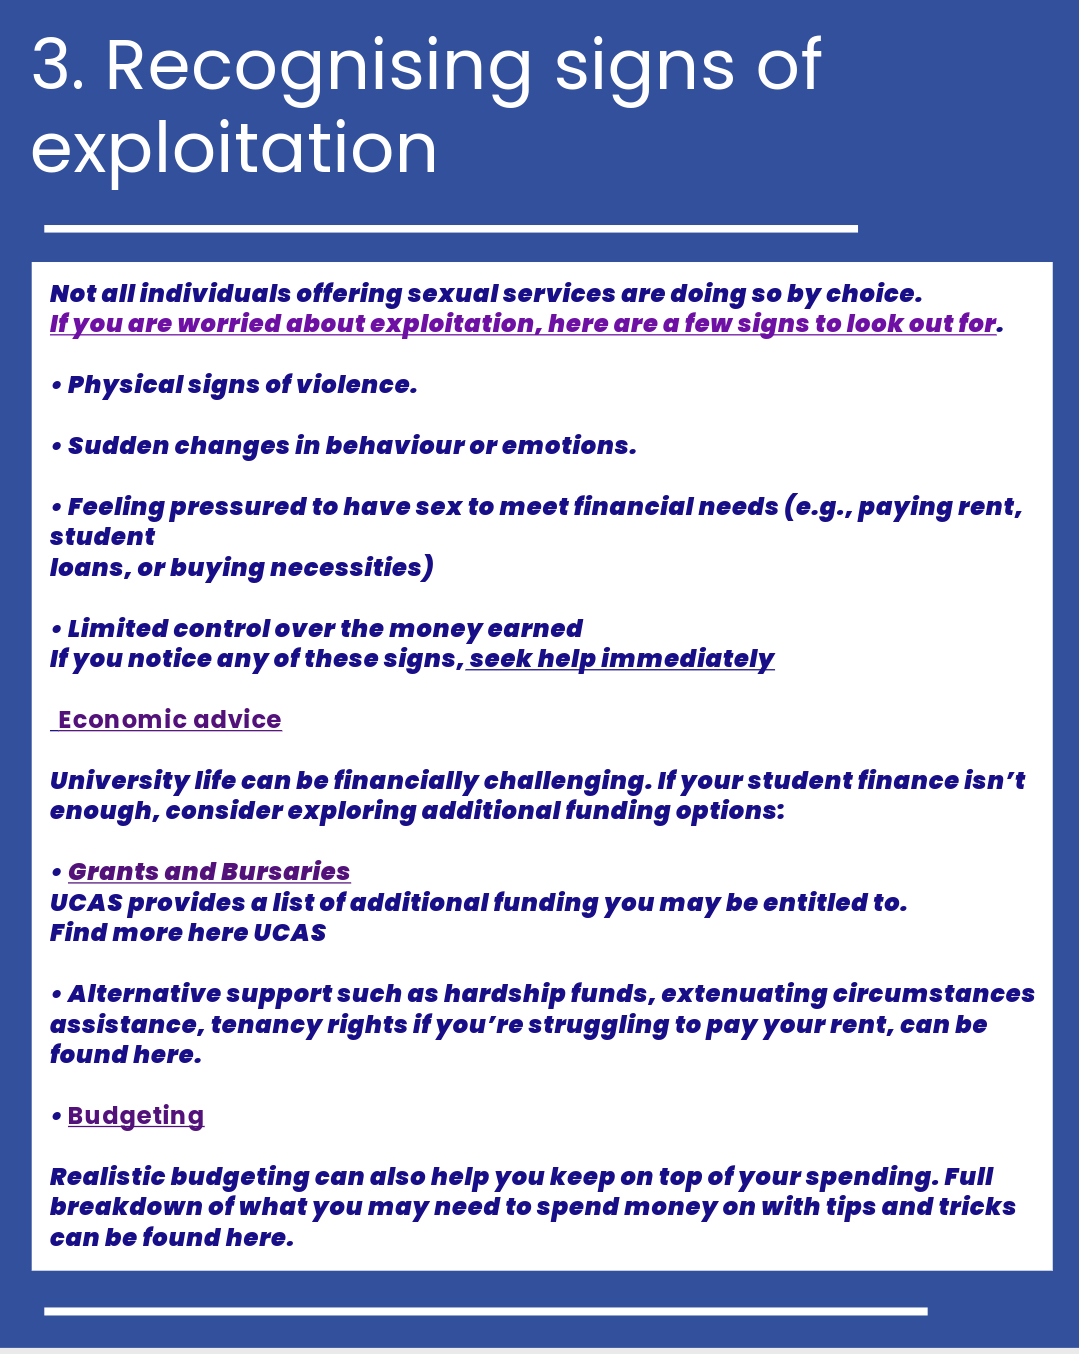 3. Recognising signs of
exploitation
Not all individuals offering sexual services are doing so by choice.
If you are worried about exploitation, here are a few signs to look out for.
• Physical signs of violence.
• Sudden changes in behaviour or emotions.
• Feeling pressured to have sex to meet financial needs (e.g., paying rent,
student
loans, or buying necessities)
• Limited control over the money earned
If you notice any of these signs, seek help immediately
Economic advice
University life can be financially challenging. If your student finance isn’t
enough, consider exploring additional funding options:
• Grants and Bursaries
UCAS provides a list of additional funding you may be entitled to.
Find more here UCAS
• Alternative support such as hardship funds, extenuating circumstances
assistance, tenancy rights if you’re struggling to pay your rent, can be
found here.
• Budgeting
Realistic budgeting can also help you keep on top of your spending. Full
breakdown of what you may need to spend money on with tips and tricks
can be found here.